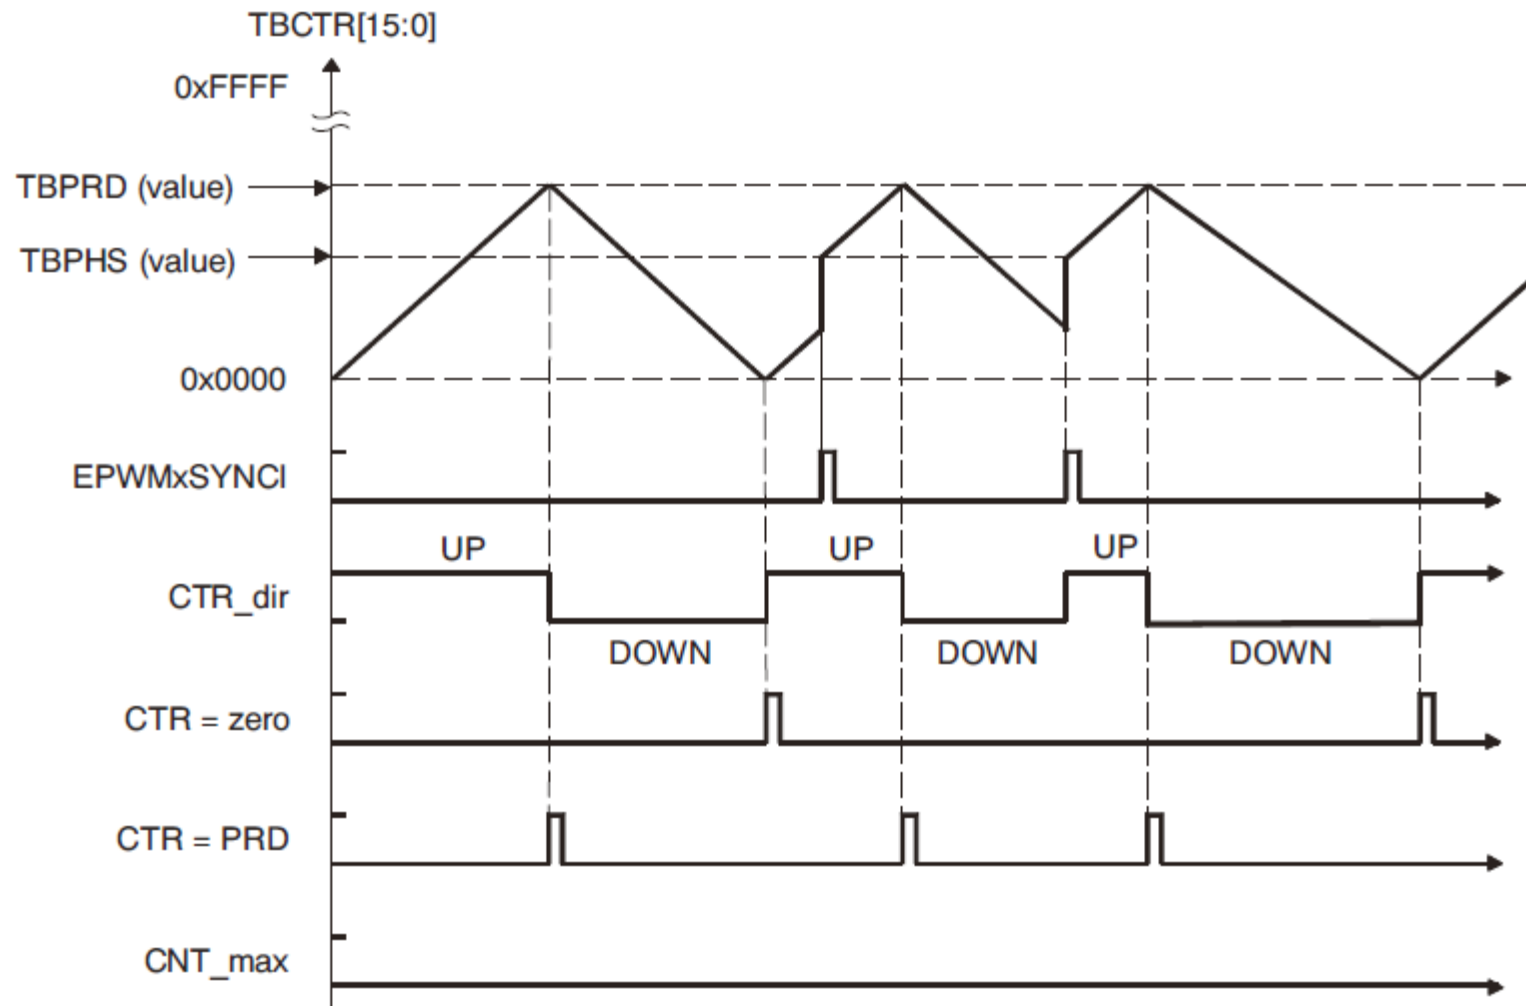 TBCTR[15:0]
0xFFFF
TBPRD (value)
TBPHS (value)
0x0000
EPWMxSYNCI
UP UP UP
CTR_dir
DOWN DOWN DOWN
CTR = zero
CTR = PRD
CNT_max